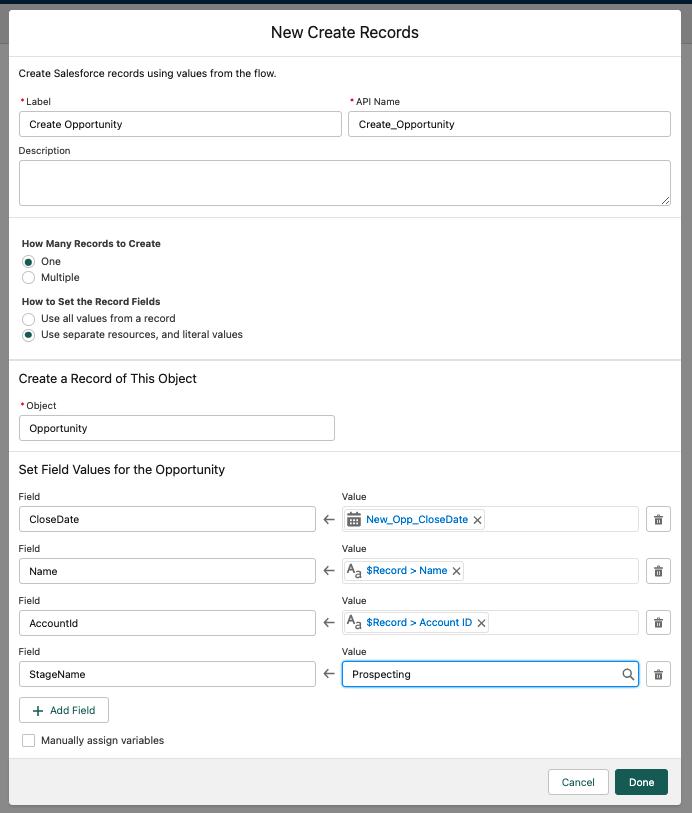 New Create Records
Create Salesforce records using values from the flow.
* Label
* API Name
Create Opportunity
Create_Opportunity
Description
How Many Records to Create
One
Multiple
How to Set the Record Fields
Use all values from a record
Use separate resources, and literal values
Create a Record of This Object
* Object
Opportunity
Set Field Values for the Opportunity
Field
Value
CloseDate
New_Opp_CloseDate
Field
Value
Name
Aa $Record > Name
Field
Value
AccountId
Aa $Record > Account ID
Field
Value
StageName
Prospecting
+ Add Field
Manually assign variables
Cancel
Done